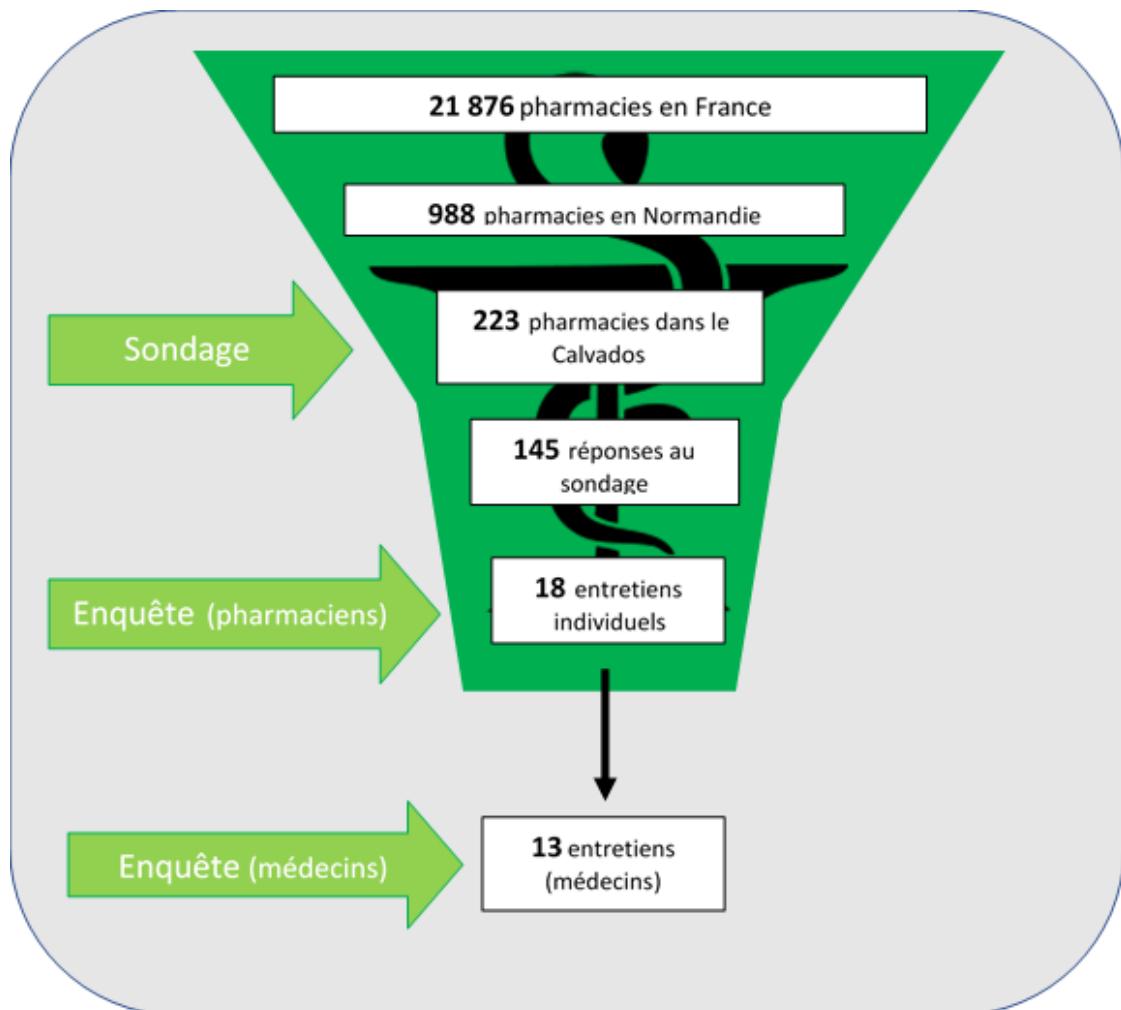 21 876 pharmacies en France
988 pharmacies en Normandie
223 pharmacies dans le
Calvados
Sondage
145 réponses au
sondage
18 entretiens
individuels
Enquête (pharmaciens)
13 entretiens
(médecins)
Enquête (médecins)